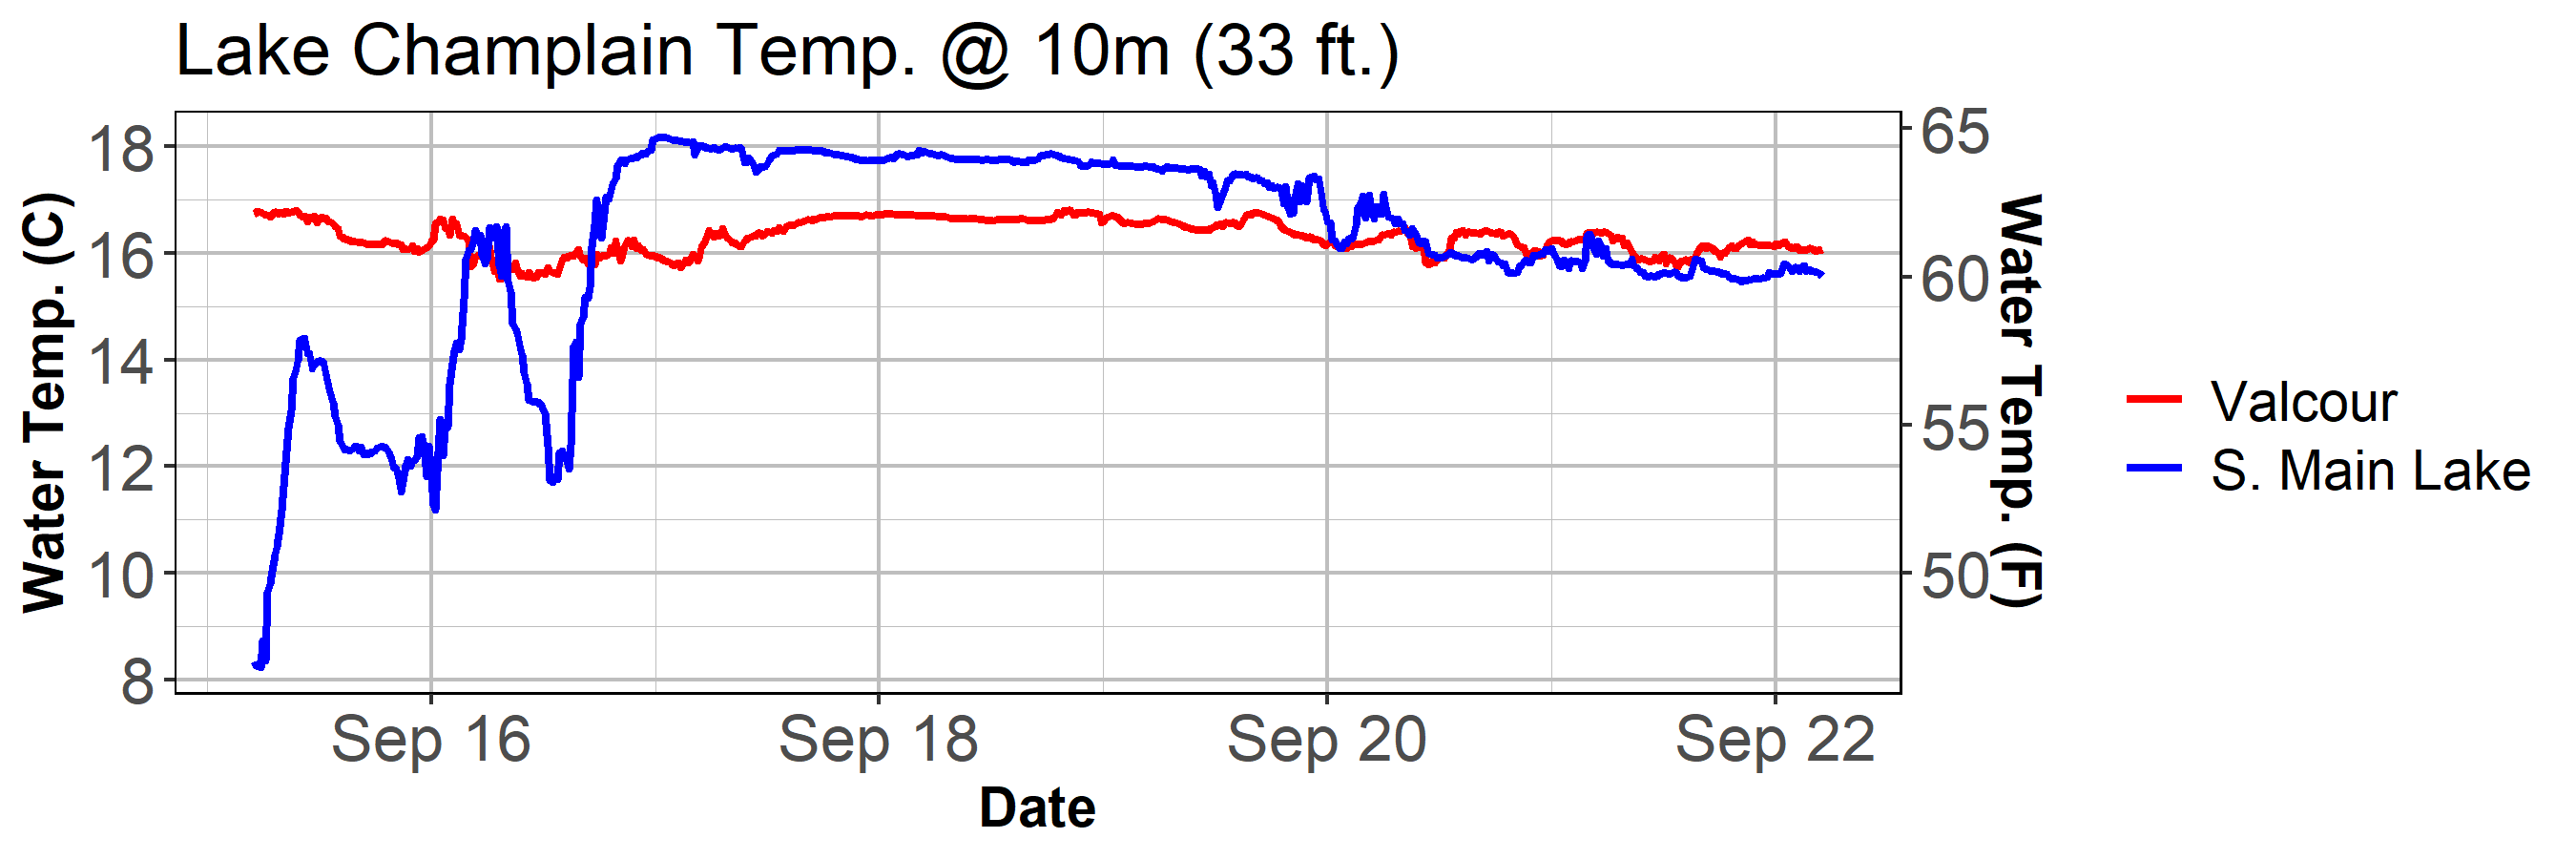 Lake Champlain Temp. @ 10m (33 ft.)
Water Temp. (C)
18
16
14
12
10
8
65
60
55
50
Water Temp. (F)
Sep 16
Sep 18
Sep 20
Sep 22
Date
Valcour
S. Main Lake